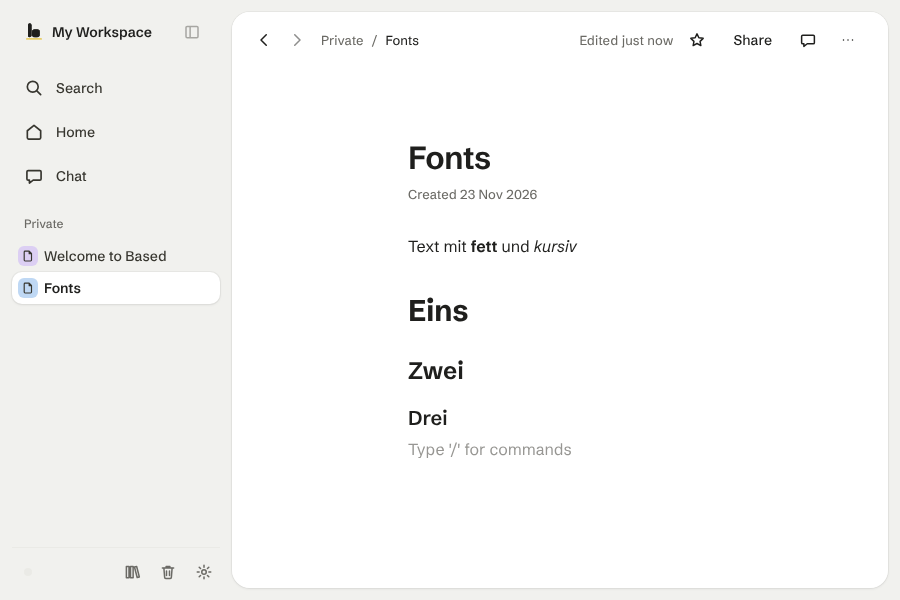 My Workspace
Search
Home
Chat
Private
Welcome to Based
Fonts
Private / Fonts
Edited just now
Share
Fonts
Created 23 Nov 2026
Text mit fett und kursiv
Eins
Zwei
Drei
Type '/' for commands